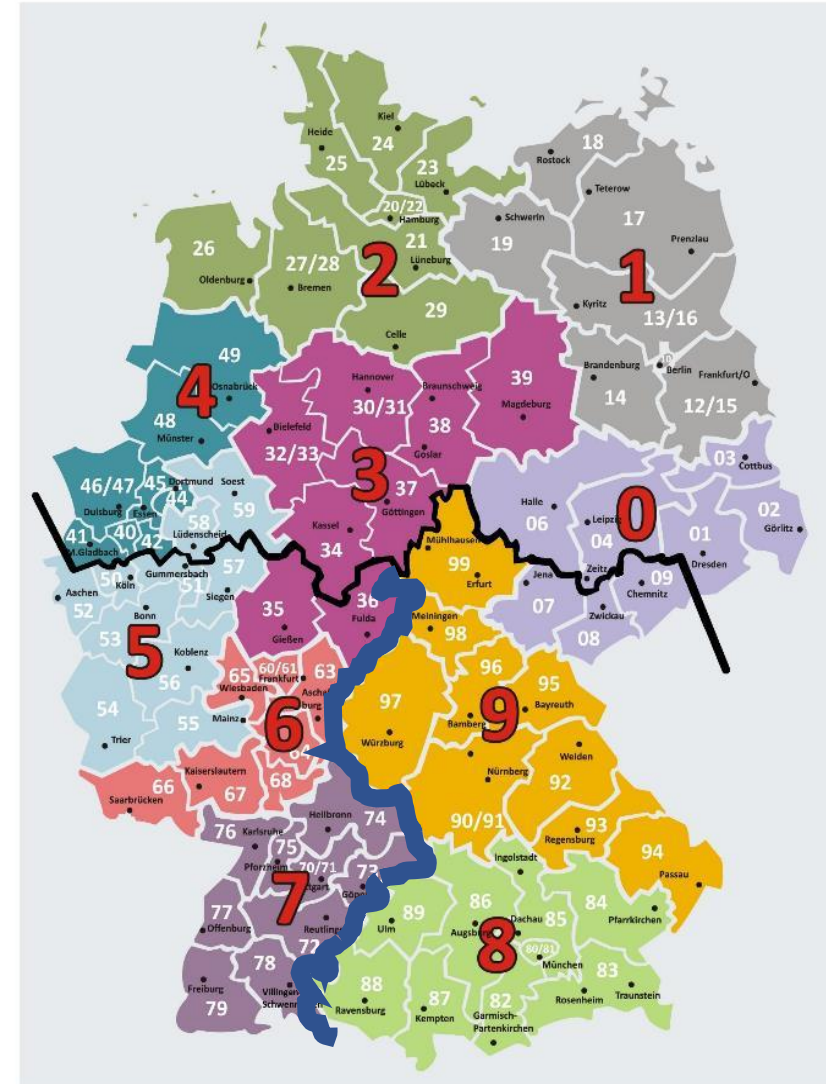 Kiel
Heide
24
25
23
Lübeck
20/22
Hamburg
18
Rostock
Teterow
17
Schwerin
19
Prenzlau
26
Oldenburg
27/28
Bremen
2
21
Lüneburg
1
Kyritz
13/16
29
Celle
49
Osnabrück
4
48
Münster
Hannover
30/31
Braunschweig
38
Goslar
39
Magdeburg
Brandenburg
14
Berlin
Frankfurt/O
12/15
Bielefeld
32/33
3
37
Göttingen
03
Cottbus
46/47
Duisburg
45
Essen
Dortmund
44
Soest
59
58
Lüdenscheid
41
M.Gladbach
40
42
Kassel
34
Halle
06
Leipzig
04
0
02
Görlitz
01
Dresden
Mühlhausen
99
Erfurt
Jena
07
Zeitz
09
Chemnitz
Zwickau
08
Gummersbach
57
Siegen
50
Köln
51
Aachen
52
Bonn
53
5
Koblenz
56
54
Trier
55
Mainz
35
Gießen
36
Fulda
Meiningen
98
65
Wiesbaden
60/61
Frankfurt
63
6
64
66
Saarbrücken
Kaiserslautern
67
68
97
Würzburg
96
Bamberg
9
95
Bayreuth
Weiden
92
Nürnberg
90/91
93
Regensburg
94
Passau
76
Karlsruhe
Heilbronn
74
75
Pforzheim
70/71
73
7
77
Offenburg
72
78
Freiburg
79
Ingolstadt
86
Augsburg
Dachau
85
84
Pfarrkirchen
89
Ulm
8
80/81
München
83
Rosenheim
Traunstein
88
Ravensburg
87
Kempten
82
Garmisch-
Partenkirchen